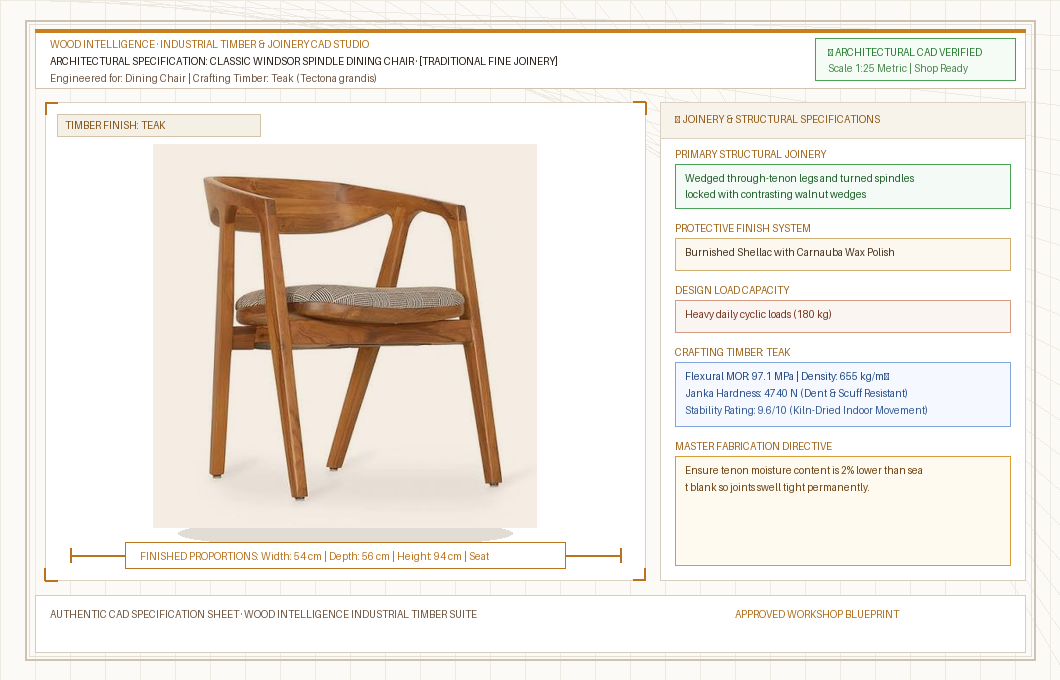 WOOD INTELLIGENCE · INDUSTRIAL TIMBER & JOINERY CAD STUDIO
ARCHITECTURAL SPECIFICATION: CLASSIC WINDSOR SPINDLE DINING CHAIR · [TRADITIONAL FINE JOINERY]
Engineered for: Dining Chair | Crafting Timber: Teak (Tectona grandis)
ARCHITECTURAL CAD VERIFIED
Scale 1:25 Metric | Shop Ready
TIMBER FINISH: TEAK
FINISHED PROPORTIONS: Width: 54 cm | Depth: 56 cm | Height: 94 cm | Seat
JOINERY & STRUCTURAL SPECIFICATIONS
PRIMARY STRUCTURAL JOINERY
Wedged through-tenon legs and turned spindles
locked with contrasting walnut wedges
PROTECTIVE FINISH SYSTEM
Burnished Shellac with Carnauba Wax Polish
DESIGN LOAD CAPACITY
Heavy daily cyclic loads (180 kg)
CRAFTING TIMBER: TEAK
Flexural MOR: 97.1 MPa | Density: 655 kg/m
Janka Hardness: 4740 N (Dent & Scuff Resistant)
Stability Rating: 9.6/10 (Kiln-Dried Indoor Movement)
MASTER FABRICATION DIRECTIVE
Ensure tenon moisture content is 2% lower than sea
t blank so joints swell tight permanently.
AUTHENTIC CAD SPECIFICATION SHEET · WOOD INTELLIGENCE INDUSTRIAL TIMBER SUITE
APPROVED WORKSHOP BLUEPRINT